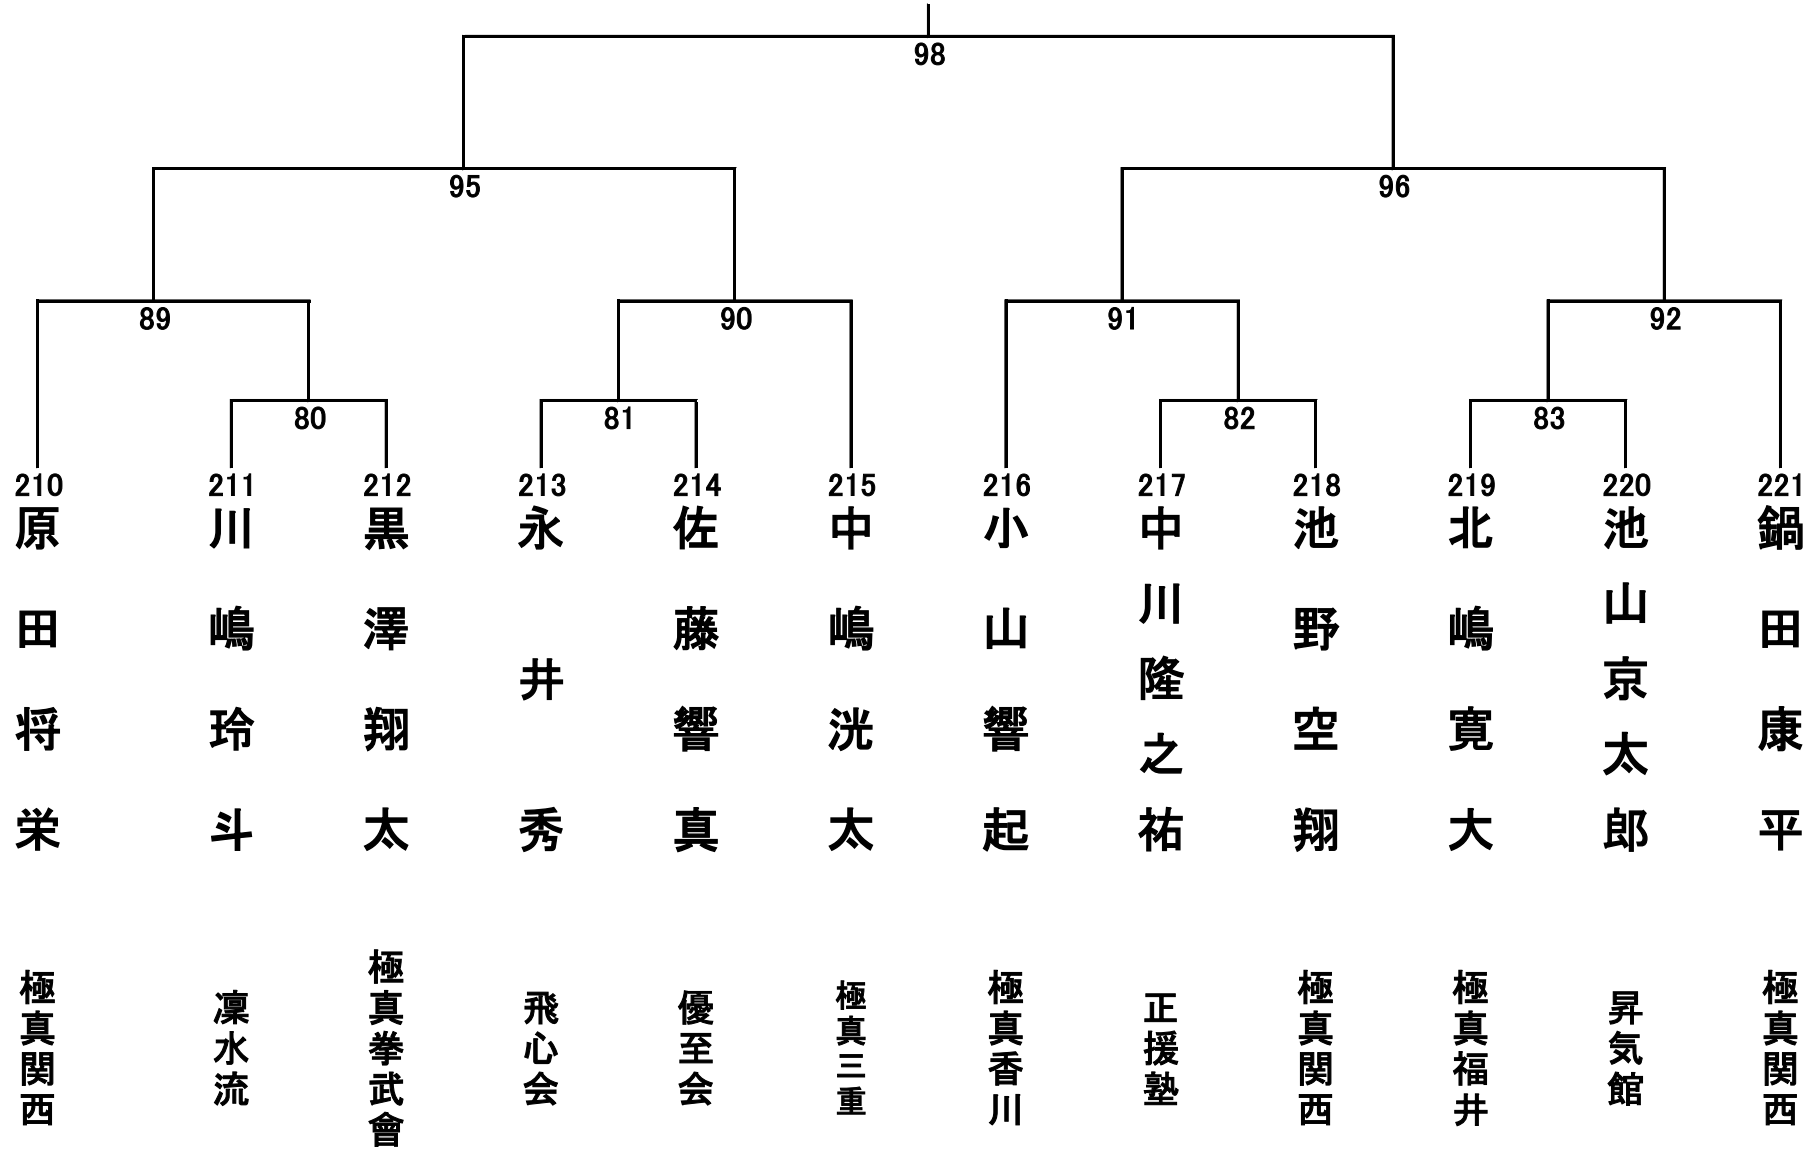 98
95
96
89
90
91
92
80
81
82
83
210
原田将栄
極真関西
211
川嶋玲斗
凜水流
212
黒澤翔太
極真拳武會
213
永井秀
飛心会
214
佐藤響真
優至会
215
中嶋洸太
極真三重
216
小山響起
極真香川
217
中川隆之祐
正援塾
218
池野空翔
極真関西
219
北嶋寛大
極真福井
220
池山京太郎
昇気館
221
鍋田康平
極真関西